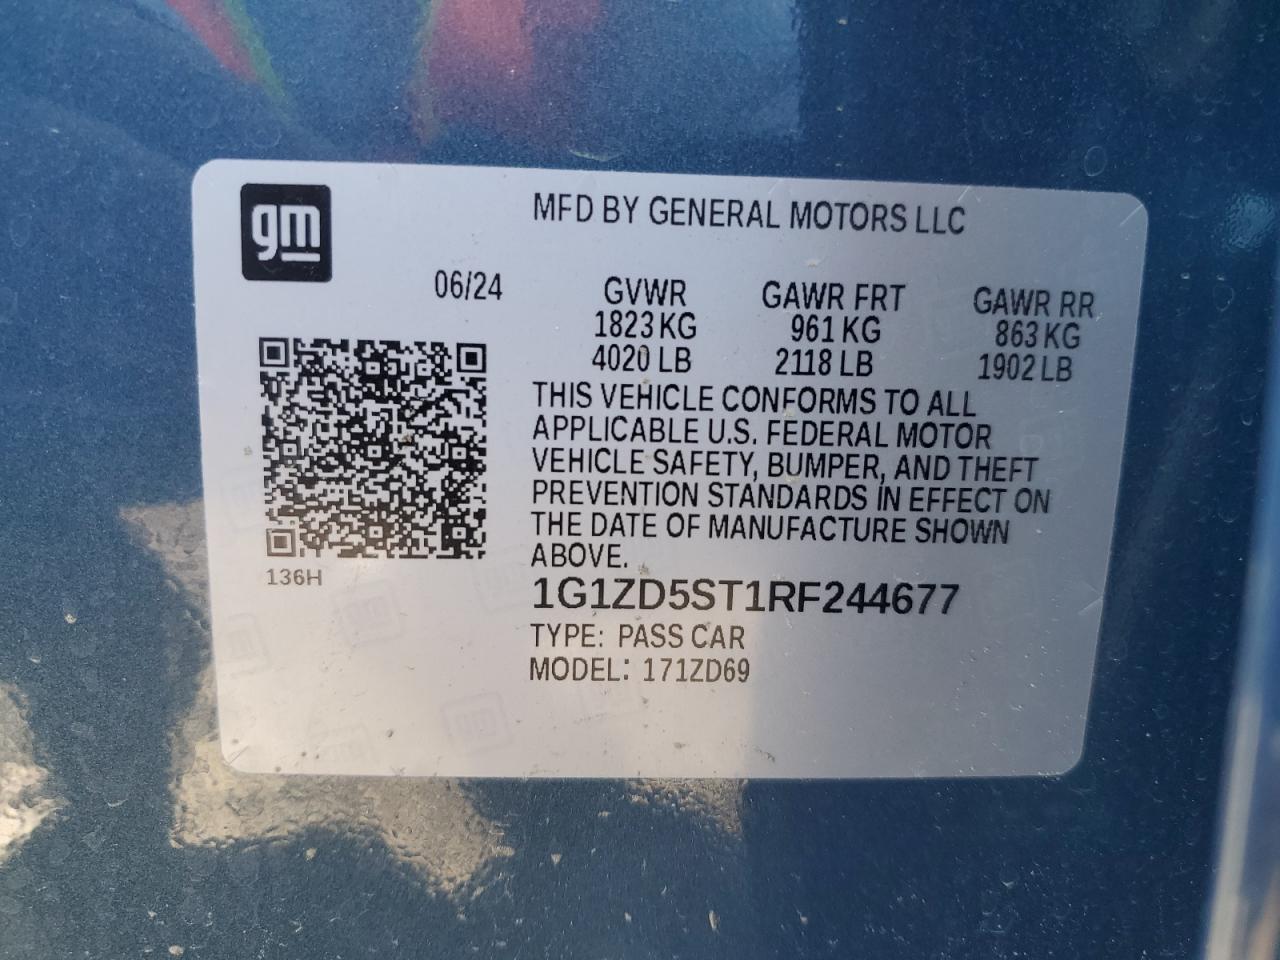 gm
MFD BY GENERAL MOTORS LLC
06/24 GVWR GAWR FRT GAWR RR
1823 KG 961 KG 863 KG
4020 LB 2118 LB 1902 LB
THIS VEHICLE CONFORMS TO ALL
APPLICABLE U.S. FEDERAL MOTOR
VEHICLE SAFETY, BUMPER, AND THEFT
PREVENTION STANDARDS IN EFFECT ON
THE DATE OF MANUFACTURE SHOWN
ABOVE.
136H
1G1ZD5ST1RF244677
TYPE: PASS CAR
MODEL: 171ZD69